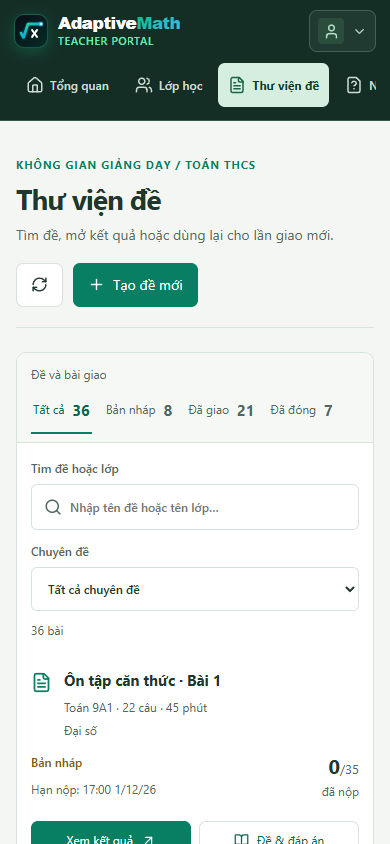 AdaptiveMath
TEACHER PORTAL
Tổng quan
Lớp học
Thư viện đề
KHÔNG GIAN GIẢNG DẠY / TOÁN THCS
Thư viện đề
Tìm đề, mở kết quả hoặc dùng lại cho lần giao mới.
Tạo đề mới
Đề và bài giao
Tất cả 36 Bản nháp 8 Đã giao 21 Đã đóng 7
Tìm đề hoặc lớp
Nhập tên đề hoặc tên lớp...
Chuyên đề
Tất cả chuyên đề
36 bài
Ôn tập căn thức · Bài 1
Toán 9A1 · 22 câu · 45 phút
Đại số
Bản nháp
0/35
Hạn nộp: 17:00 1/12/26
đã nộp
Xem kết quả
Đề & đáp án